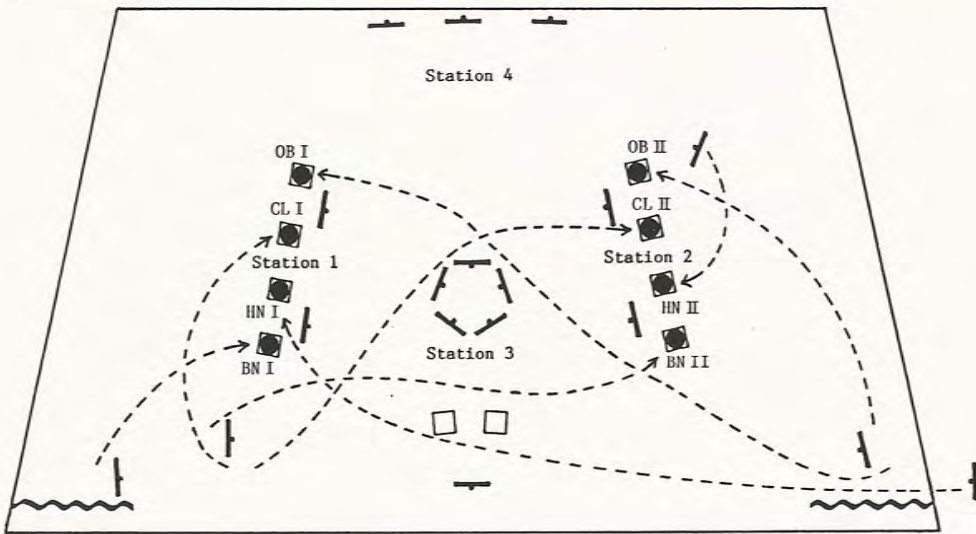 Station 4
OB I
OB II
CL I
CL II
Station 1
Station 2
HN I
HN II
Station 3
BN I
BN II